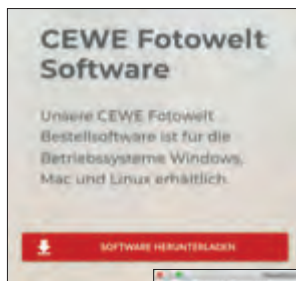 CEWE Fotowelt
Software
Unsere CEWE Fotowelt
Bestellsoftware ist für die
Betriebssysteme Windows,
Mac und Linux erhältlich.
SOFTWARE HERUNTERLADEN